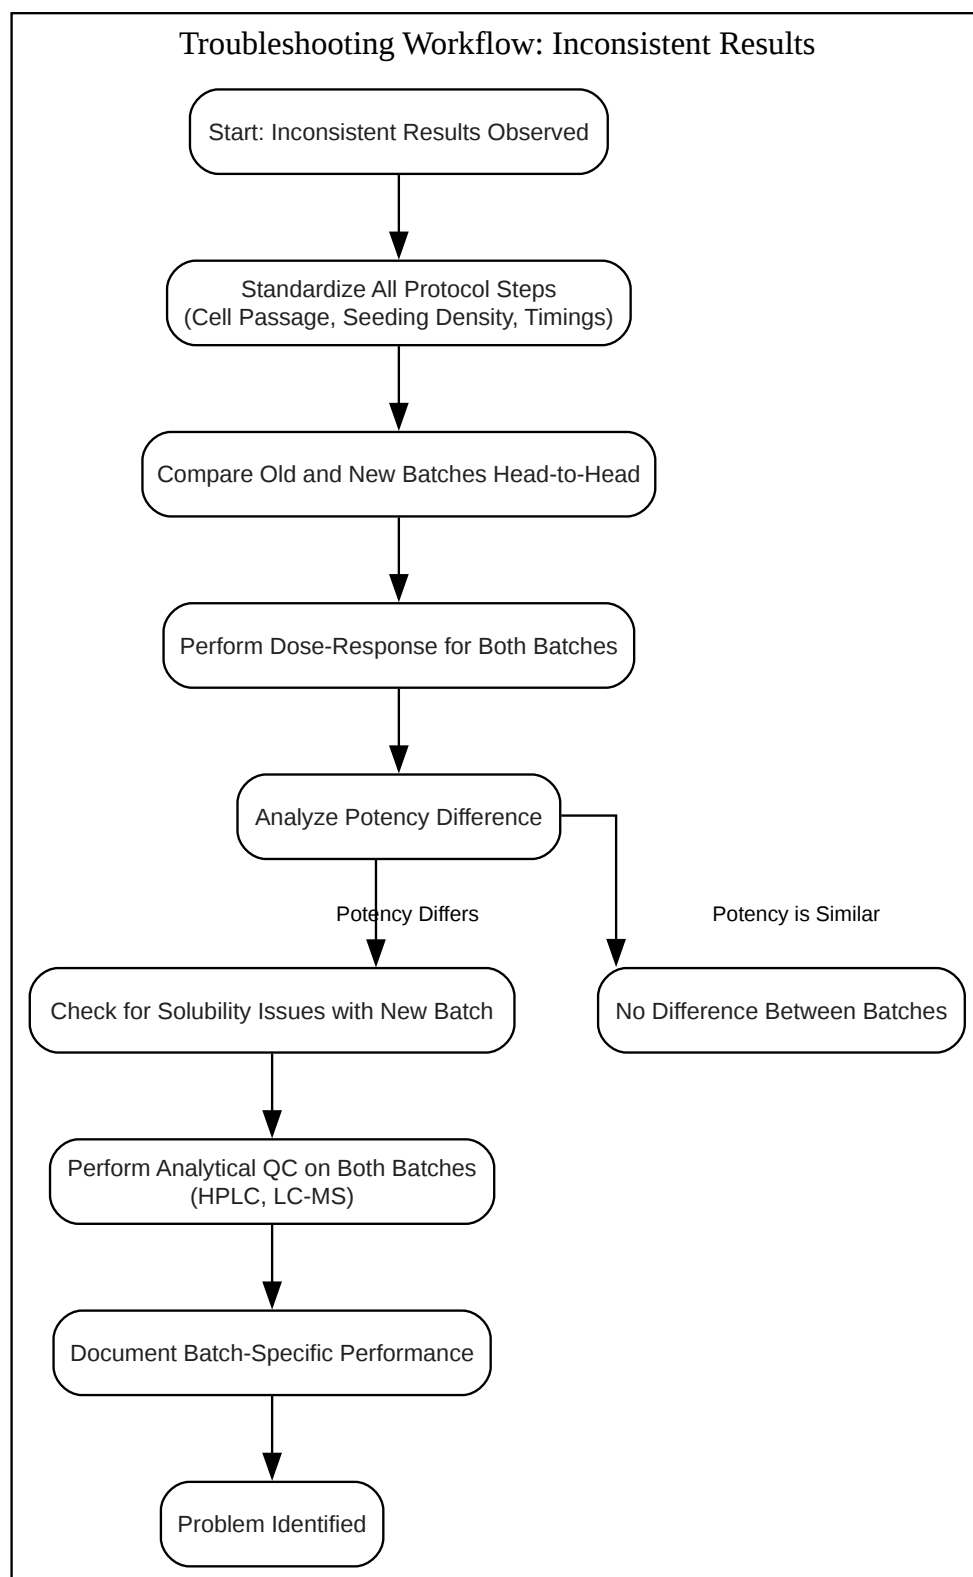 Troubleshooting Workflow: Inconsistent Results
Start: Inconsistent Results Observed
Standardize All Protocol Steps
(Cell Passage, Seeding Density, Timings)
Compare Old and New Batches Head-to-Head
Perform Dose-Response for Both Batches
Analyze Potency Difference
Potency Differs
Potency is Similar
Check for Solubility Issues with New Batch
No Difference Between Batches
Perform Analytical QC on Both Batches
(HPLC, LC-MS)
Document Batch-Specific Performance
Problem Identified